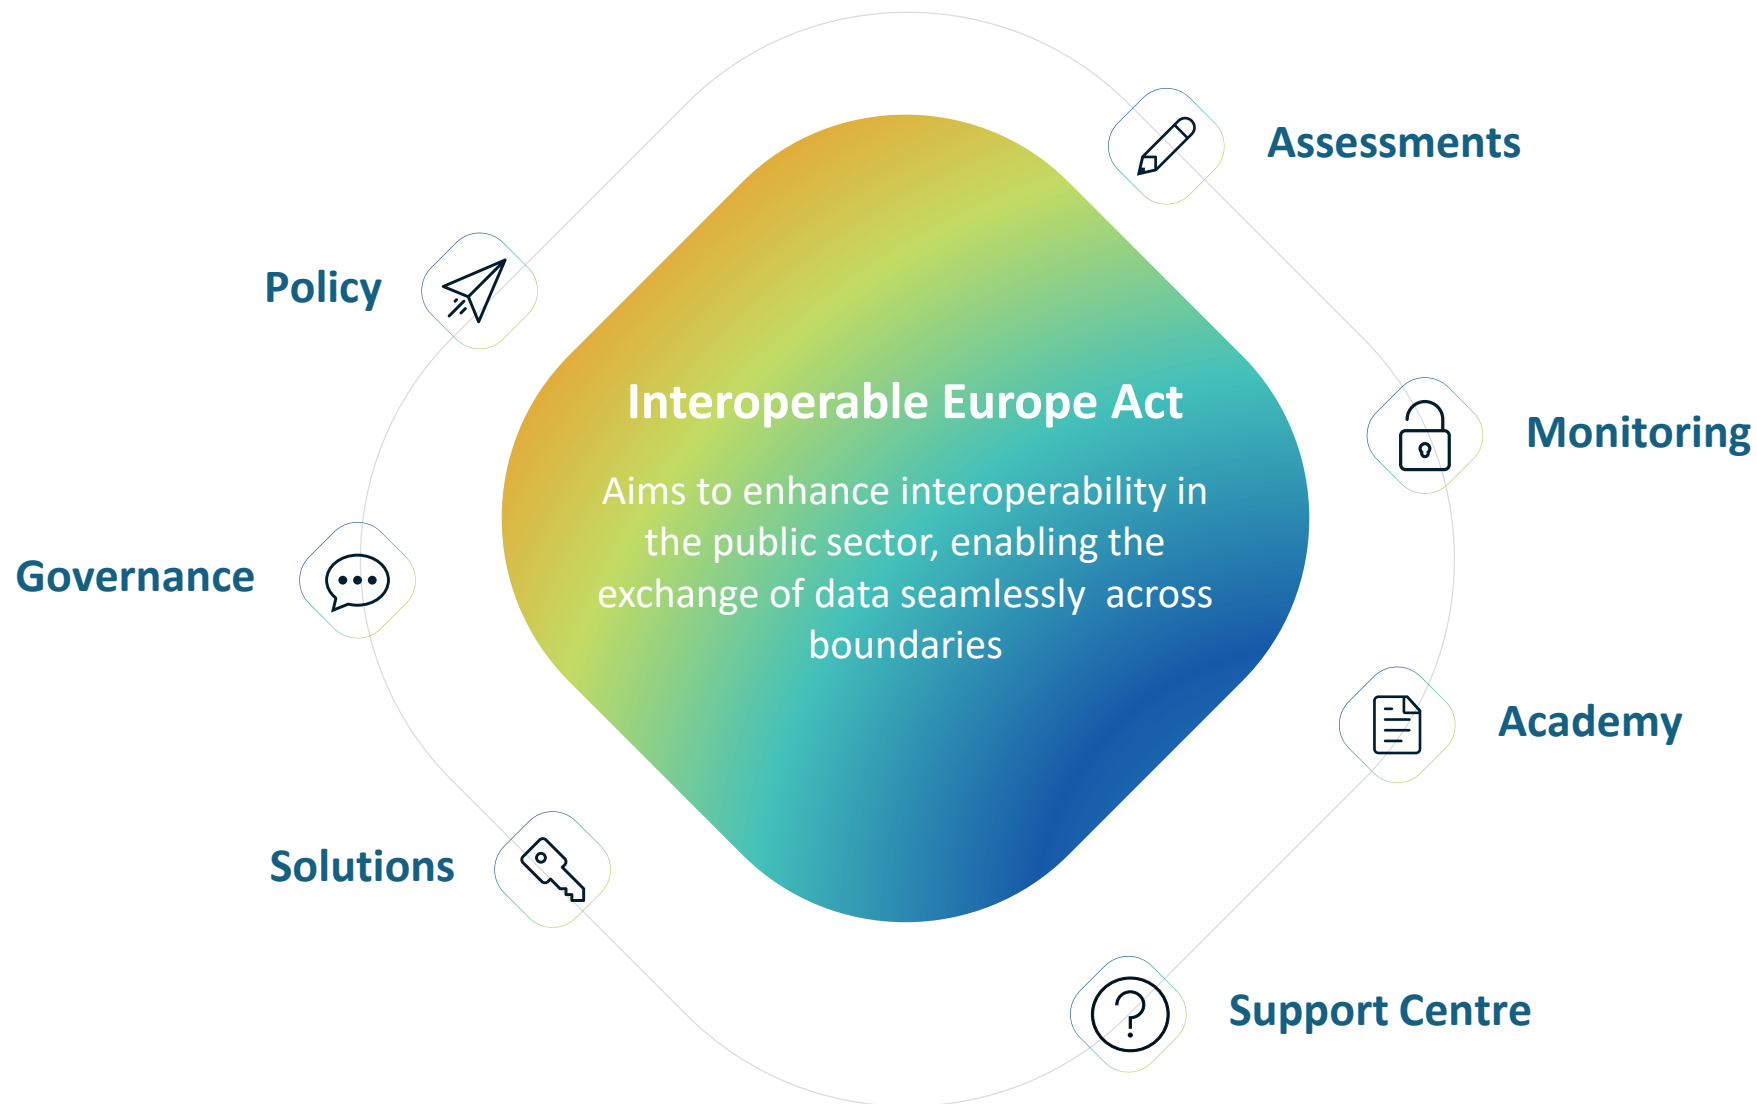 Assessments
Policy
Interoperable Europe Act
Monitoring
Aims to enhance interoperability in
the public sector, enabling the
exchange of data seamlessly  across
boundaries
Governance
Academy
Solutions
Support Centre